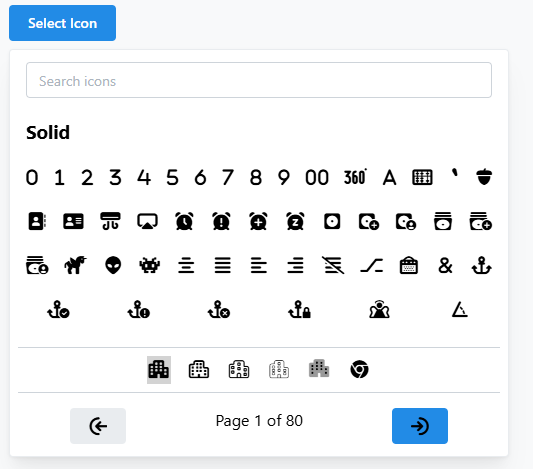 Select Icon
Search icons
Solid
0 1 2 3 4 5 6 7 8 9 00 360° A
z
&
Page 1 of 80